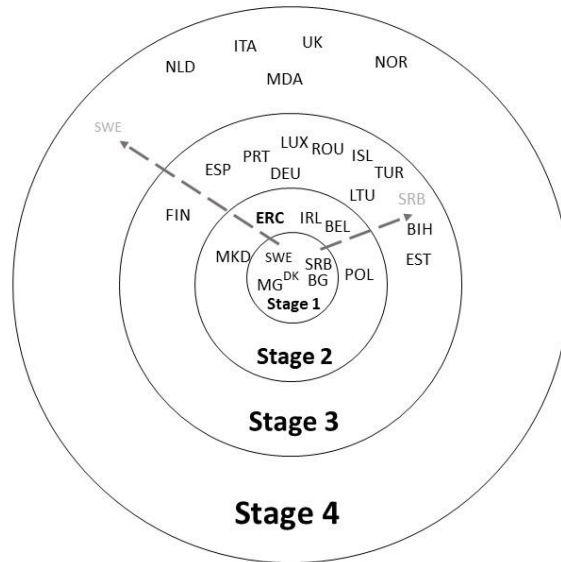 UK
ITA
NOR
NLD
MDA
SWE
LUX
ROU
PRT
ISL
ESP
DEU
TUR
LTU
SRB
FIN
ERC
IRL
BEL
BIH
MKD
SWE
SRB
EST
POL
MG
DK
BG
Stage 1
Stage 2
Stage 3
Stage 4